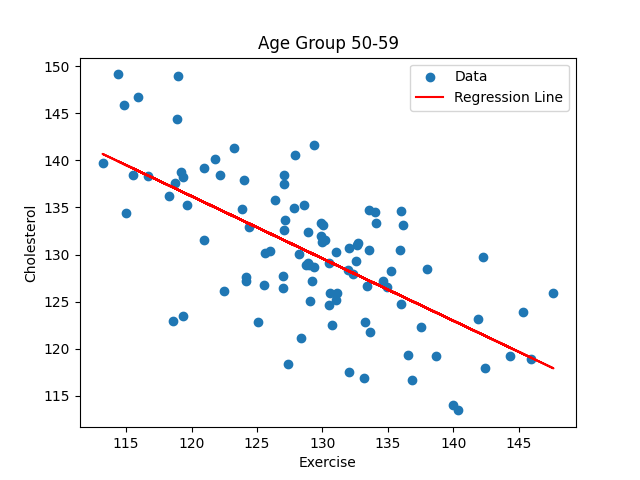 Age Group 50-59
Data
Regression Line
Cholesterol
150
145
140
135
130
125
120
115
115 120 125 130 135 140 145
Exercise